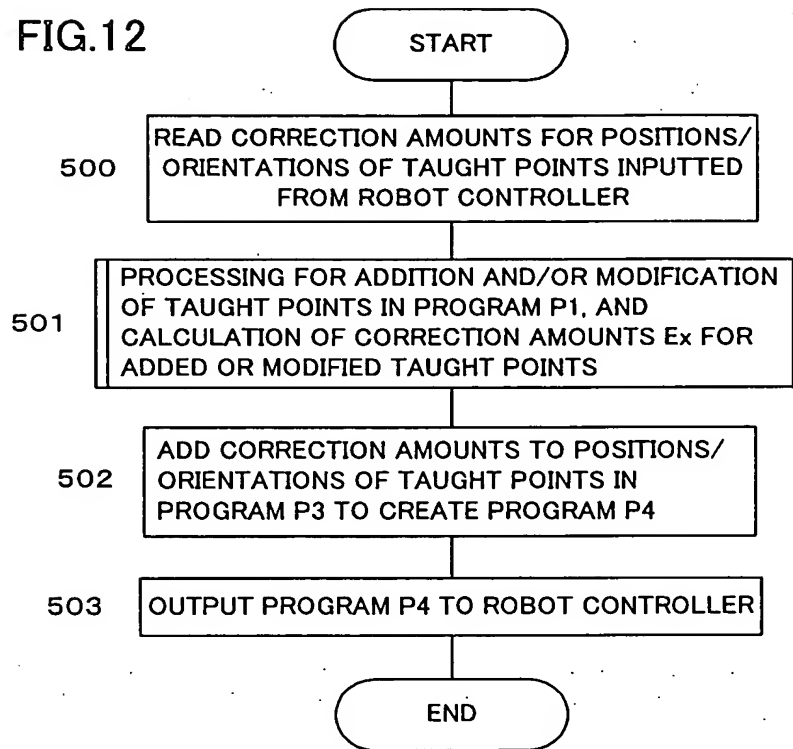 FIG.12
START
500
READ CORRECTION AMOUNTS FOR POSITIONS/
ORIENTATIONS OF TAUGHT POINTS INPUTTED
FROM ROBOT CONTROLLER
501
PROCESSING FOR ADDITION AND/OR MODIFICATION
OF TAUGHT POINTS IN PROGRAM P1, AND
CALCULATION OF CORRECTION AMOUNTS Ex FOR
ADDED OR MODIFIED TAUGHT POINTS
502
ADD CORRECTION AMOUNTS TO POSITIONS/
ORIENTATIONS OF TAUGHT POINTS IN
PROGRAM P3 TO CREATE PROGRAM P4
503
OUTPUT PROGRAM P4 TO ROBOT CONTROLLER
END